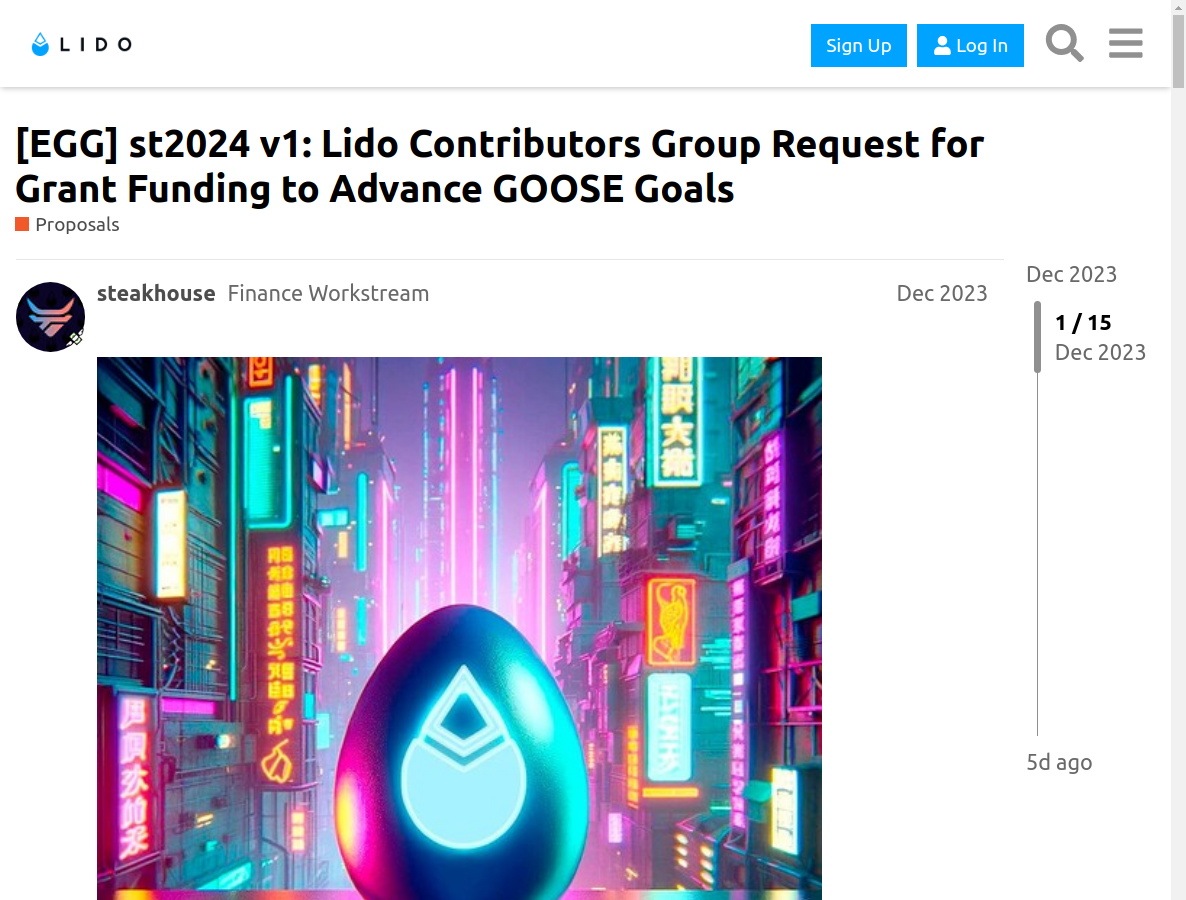 LIDO
Sign Up
Log In
[EGG] st2024 v1: Lido Contributors Group Request for
Grant Funding to Advance GOOSE Goals
Proposals
steakhouse Finance Workstream
Dec 2023
Dec 2023
1 / 15
Dec 2023
5d ago